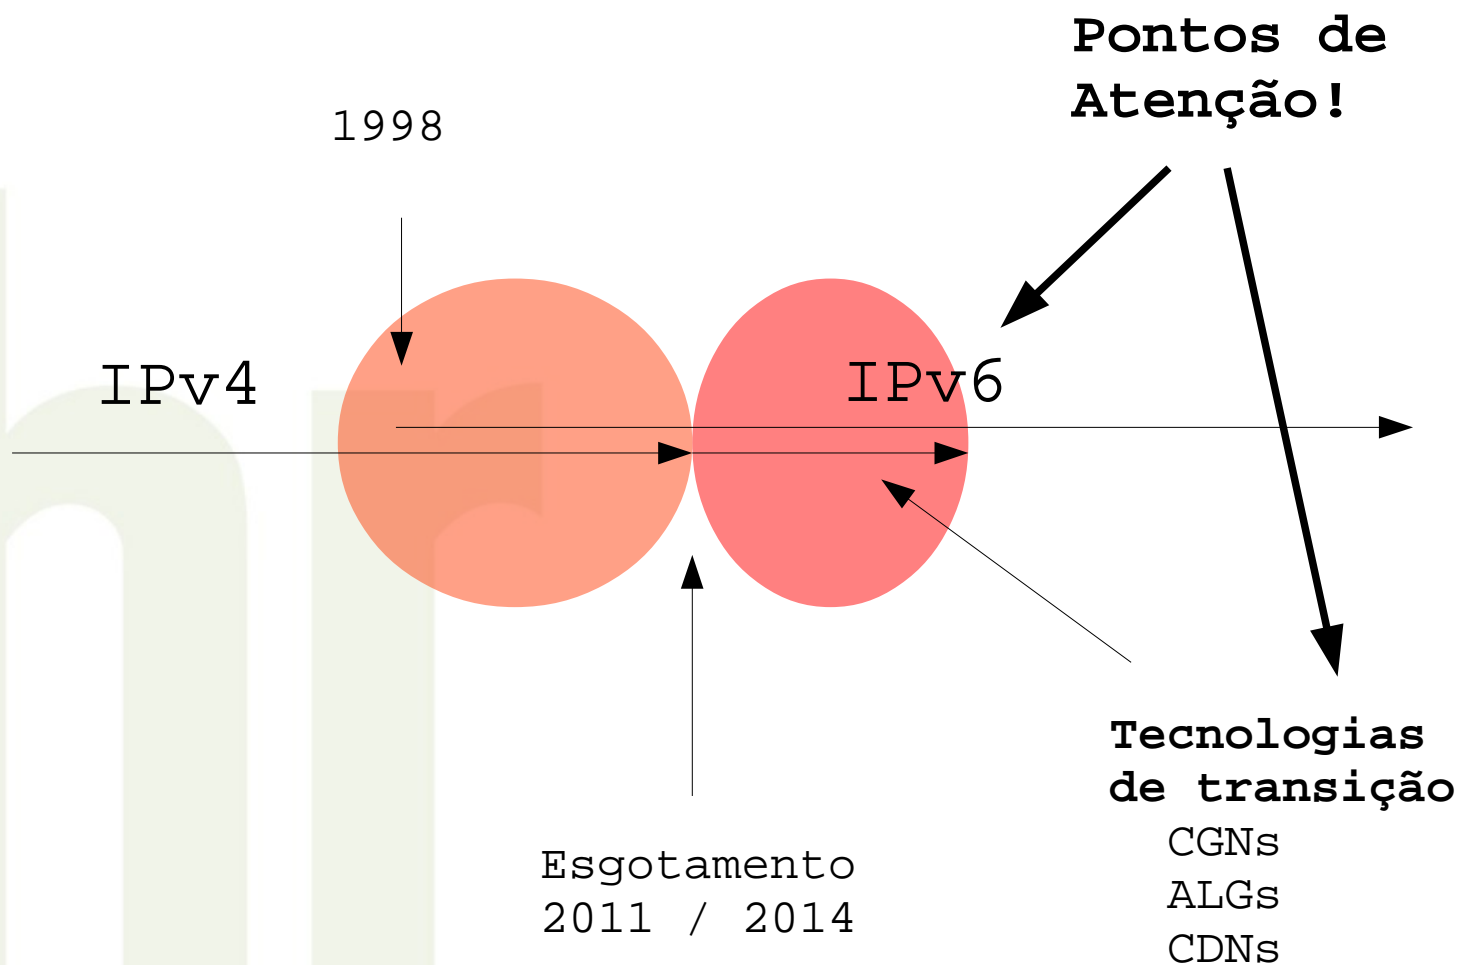 Pontos de
Atenção!
1998
IPv4
IPv6
Tecnologias
de transição
CGNs
ALGs
CDNs
Esgotamento
2011 / 2014